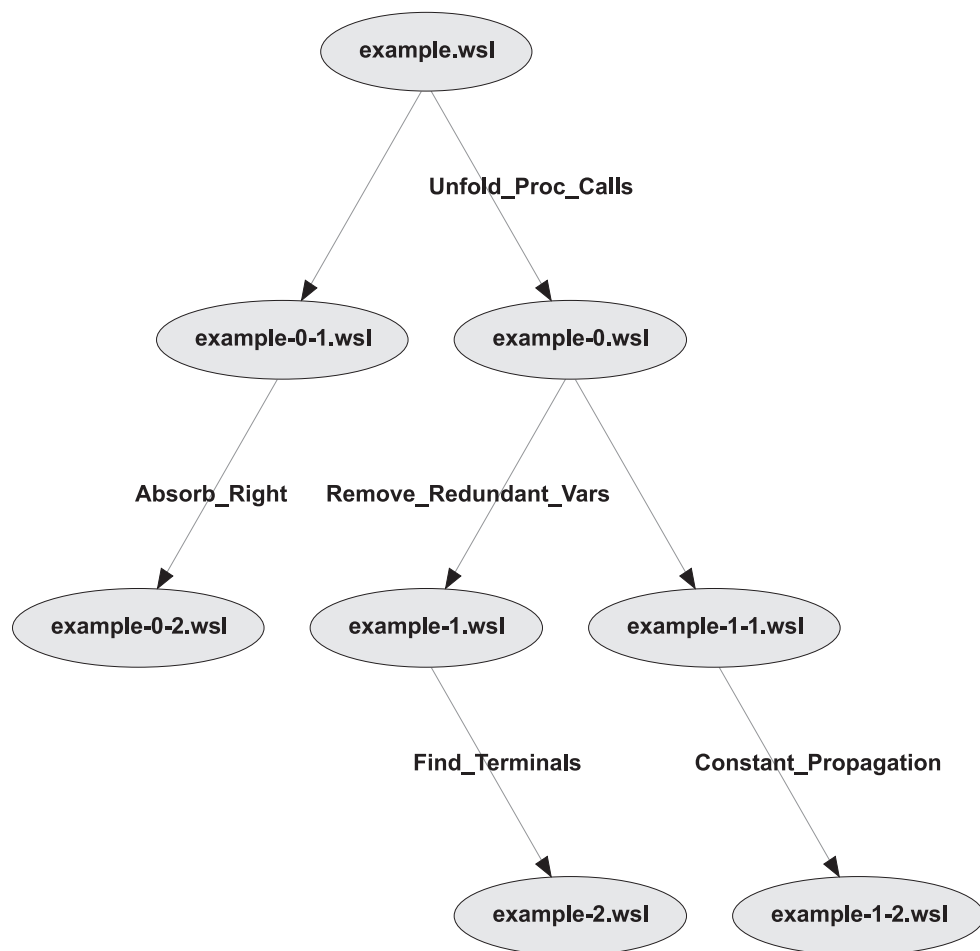 example.wsl
Unfold_Proc_Calls
example-0-1.wsl
example-0.wsl
Absorb_Right
Remove_Redundant_Vars
example-0-2.wsl
example-1.wsl
example-1-1.wsl
Find_Terminals
Constant_Propagation
example-2.wsl
example-1-2.wsl